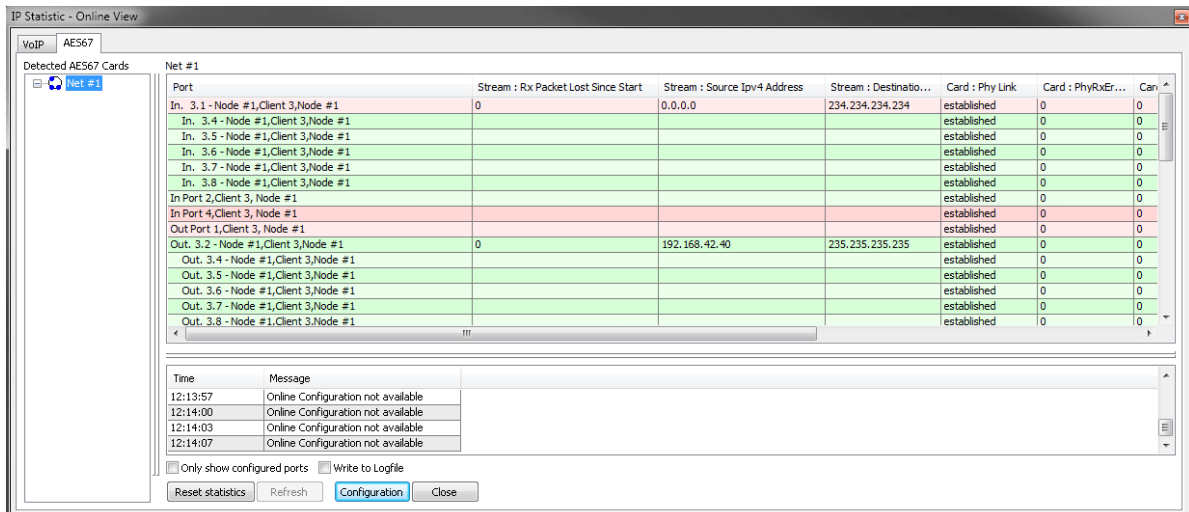 IP Statistic - Online View
VoIP AES67
Detected AES67 Cards
Net #1
Net #1
Port Stream : Rx Packet Lost Since Start Stream : Source Ipv4 Address Stream : Destinatio... Card : Phy Link Card : PhyRxEr... Card
In. 3.1 - Node #1,Client 3,Node #1 0 0.0.0.0 234.234.234.234 established 0 0
In. 3.4 - Node #1,Client 3,Node #1 established 0 0
In. 3.5 - Node #1,Client 3,Node #1 established 0 0
In. 3.6 - Node #1,Client 3,Node #1 established 0 0
In. 3.7 - Node #1,Client 3,Node #1 established 0 0
In. 3.8 - Node #1,Client 3,Node #1 established 0 0
In Port 2,Client 3, Node #1 established 0 0
In Port 4,Client 3, Node #1 established 0 0
Out Port 1,Client 3, Node #1 established 0 0
Out. 3.2 - Node #1,Client 3,Node #1 0 192.168.42.40 235.235.235.235 established 0 0
Out. 3.4 - Node #1,Client 3,Node #1 established 0 0
Out. 3.5 - Node #1,Client 3,Node #1 established 0 0
Out. 3.6 - Node #1,Client 3,Node #1 established 0 0
Out. 3.7 - Node #1,Client 3,Node #1 established 0 0
Out. 3.8 - Node #1,Client 3,Node #1 established 0 0
Time Message
12:13:57 Online Configuration not available
12:14:00 Online Configuration not available
12:14:03 Online Configuration not available
12:14:07 Online Configuration not available
Only show configured ports Write to Logfile
Reset statistics Refresh Configuration Close